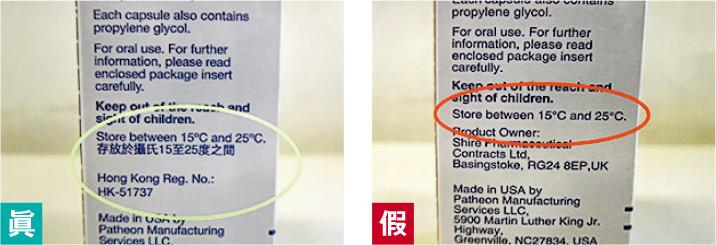 Each capsule also contains
propylene glycol.
For oral use. For further
information, please read
enclosed package insert
carefully.
Keep out of the reach and
sight of children.
Store between 15°C and 25°C.
存放於攝氏15至25度之間
Hong Kong Reg. No.:
HK-51737
Made in USA by
Patheon Manufacturing
Services LLC,
眞
Each capsule also contains
propylene glycol.
For oral use. For further
information, please read
enclosed package insert
carefully.
Keep out of the reach and
sight of children.
Store between 15°C and 25°C.
Product Owner:
Shire Pharmaceutical
Contracts Ltd,
Basingstoke, RG24 8EP,UK
Made in USA by
Patheon Manufacturing
Services LLC,
5900 Martin Luther King Jr.
Highway,
Greenville, NC27834, USA
假